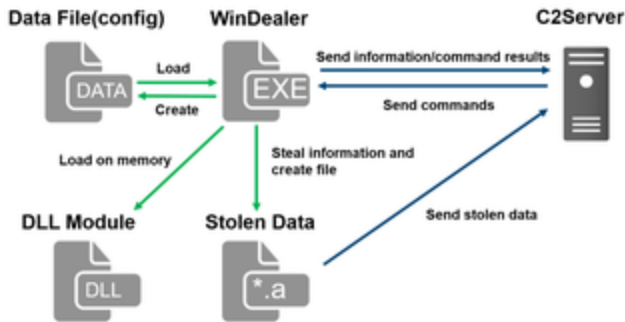 Data File(config)
WinDealer
C2Server
DATA
Load
Create
EXE
Send information/command results
Send commands
Load on memory
Steal information and
create file
Send stolen data
DLL Module
Stolen Data
DLL
*.a